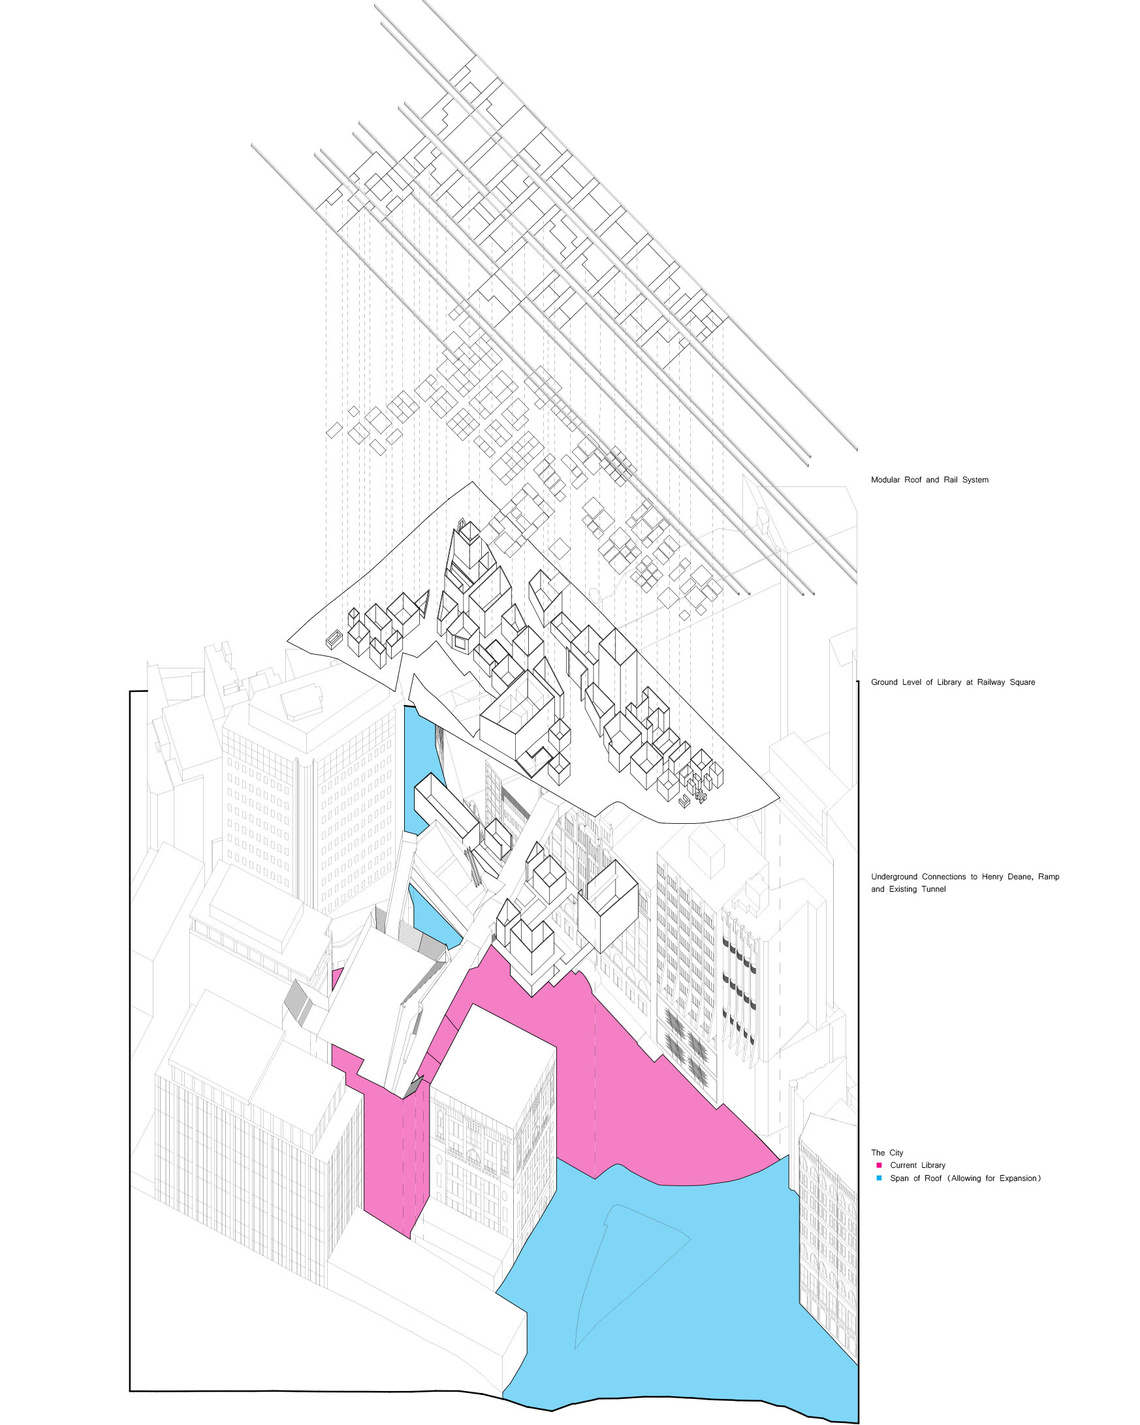 Modular Roof and Rail System
Ground Level of Library at Railway Square
Underground Connections to Henry Deane, Ramp
and Existing Tunnel
The City
Current Library
Span of Roof (Allowing for Expansion)